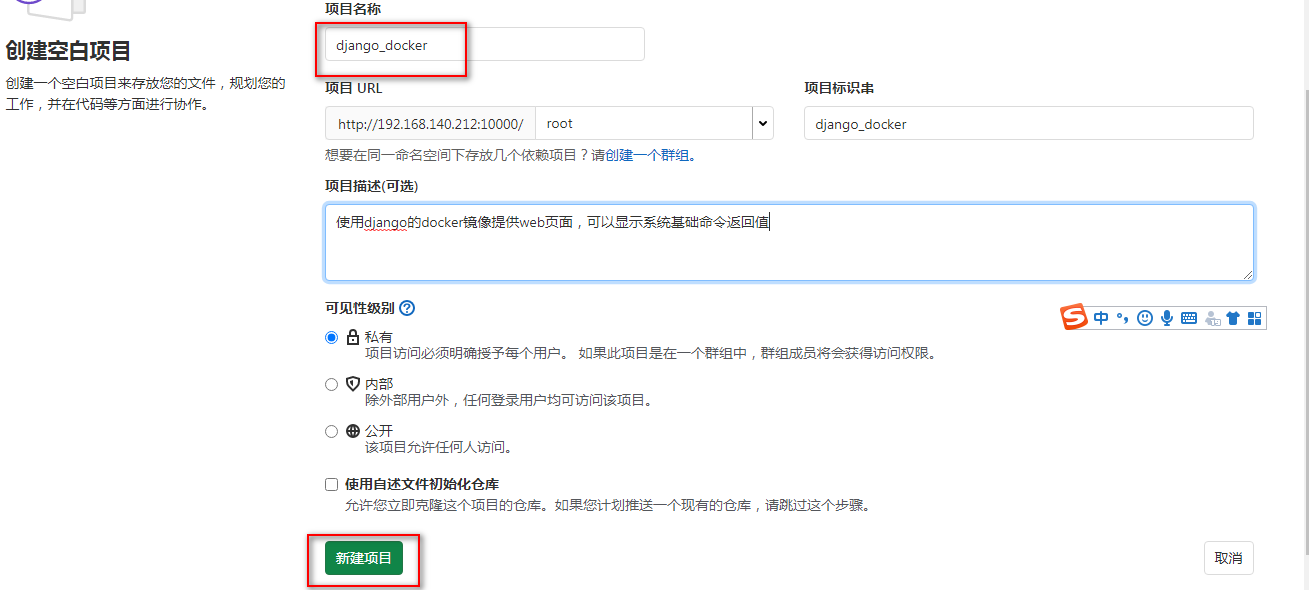 项目名称
创建空白项目
django_docker
创建一个空白项目来存放您的文件，规划您的
工作，并在代码等方面进行协作。
项目 URL
项目标识串
http://192.168.140.212:10000/
root
django_docker
想要在同一命名空间下存放几个依赖项目？请创建一个群组。
项目描述(可选)
使用django的docker镜像提供web页面，可以显示系统基础命令返回值
可见性级别
中
私有
项目访问必须明确授予每个用户。 如果此项目是在一个群组中，群组成员将会获得访问权限。
内部
除外部用户外，任何登录用户均可访问该项目。
公开
该项目允许任何人访问。
使用自述文件初始化仓库
允许您立即克隆这个项目的仓库。如果您计划推送一个现有的仓库，请跳过这个步骤。
新建项目
取消